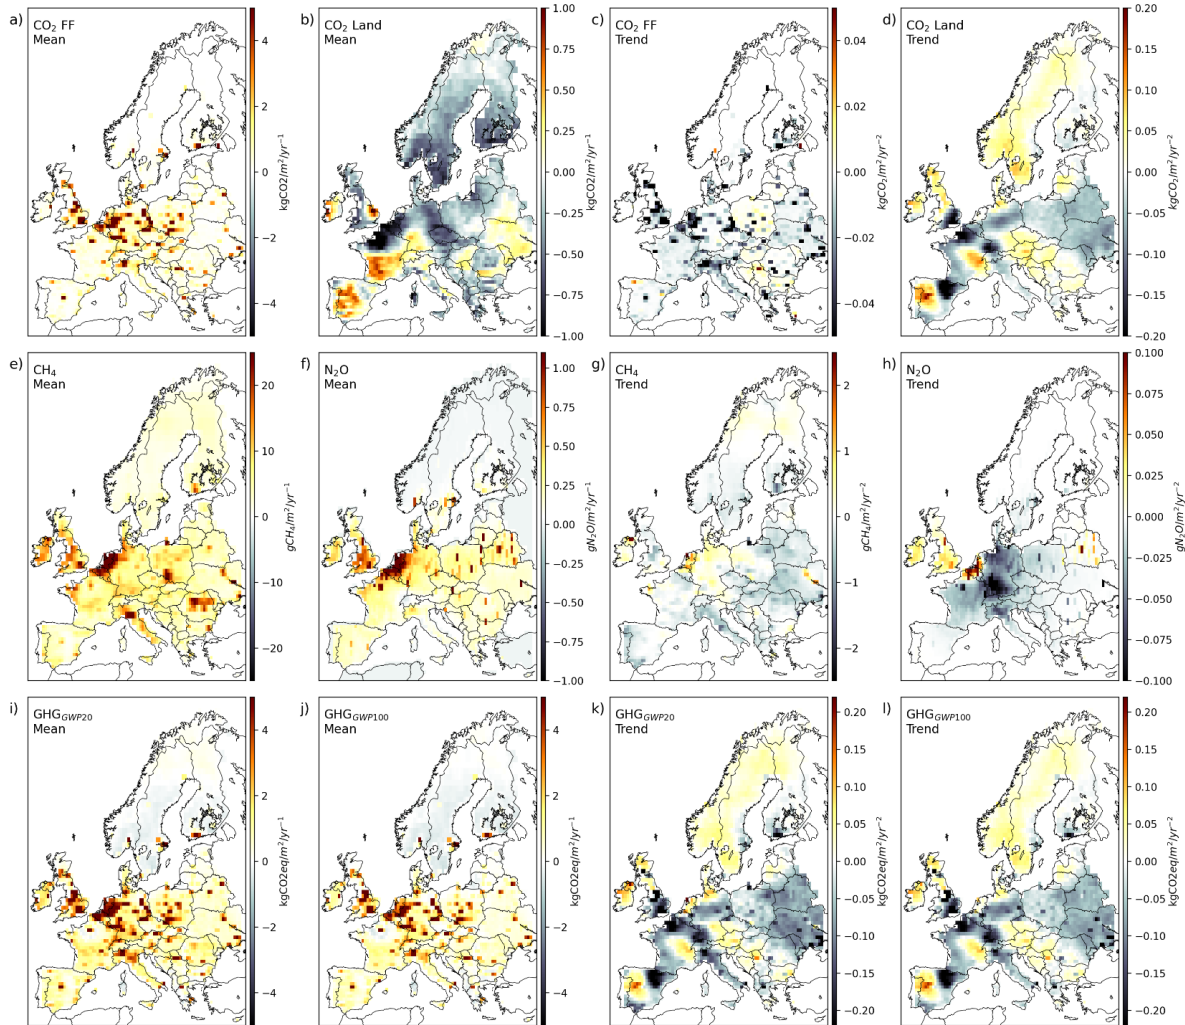 a)
CO₂ FF
Mean
4
2
0
−2
−4
kgCO2/m²/yr⁻¹
b)
CO₂ Land
Mean
1.00
0.75
0.50
0.25
0.00
−0.25
−0.50
−0.75
−1.00
kgCO2/m²/yr⁻¹
c)
CO₂ FF
Trend
0.04
0.02
0.00
−0.02
−0.04
kgCO₂/m²/yr⁻²
d)
CO₂ Land
Trend
0.20
0.15
0.10
0.05
0.00
−0.05
−0.10
−0.15
−0.20
kgCO₂/m²/yr⁻²
e)
CH₄
Mean
20
10
0
−10
−20
gCH₄/m²/yr⁻¹
f)
N₂O
Mean
1.00
0.75
0.50
0.25
0.00
−0.25
−0.50
−0.75
−1.00
gN₂O/m²/yr⁻¹
g)
CH₄
Trend
2
1
0
−1
−2
gCH₄/m²/yr⁻²
h)
N₂O
Trend
0.100
0.075
0.050
0.025
0.000
−0.025
−0.050
−0.075
−0.100
gN₂O/m²/yr⁻²
i)
GHG_GWP20
Mean
4
2
0
−2
−4
kgCO2eq/m²/yr⁻¹
j)
GHG_GWP100
Mean
4
2
0
−2
−4
kgCO2eq/m²/yr⁻¹
k)
GHG_GWP20
Trend
0.20
0.15
0.10
0.05
0.00
−0.05
−0.10
−0.15
−0.20
kgCO2eq/m²/yr⁻²
l)
GHG_GWP100
Trend
0.20
0.15
0.10
0.05
0.00
−0.05
−0.10
−0.15
−0.20
kgCO2eq/m²/yr⁻²